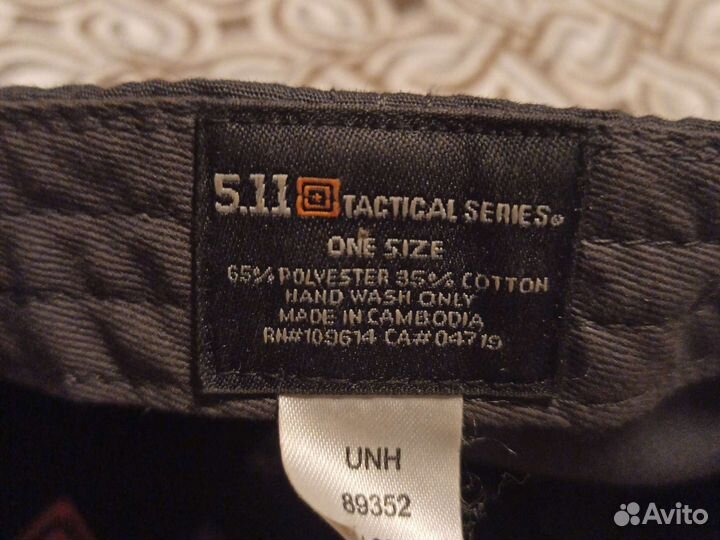 5.11 TACTICAL SERIES®
ONE SIZE
65% POLYESTER 35% COTTON
HAND WASH ONLY
MADE IN CAMBODIA
RN#109614 CA#04719
UNH
89352
Avito